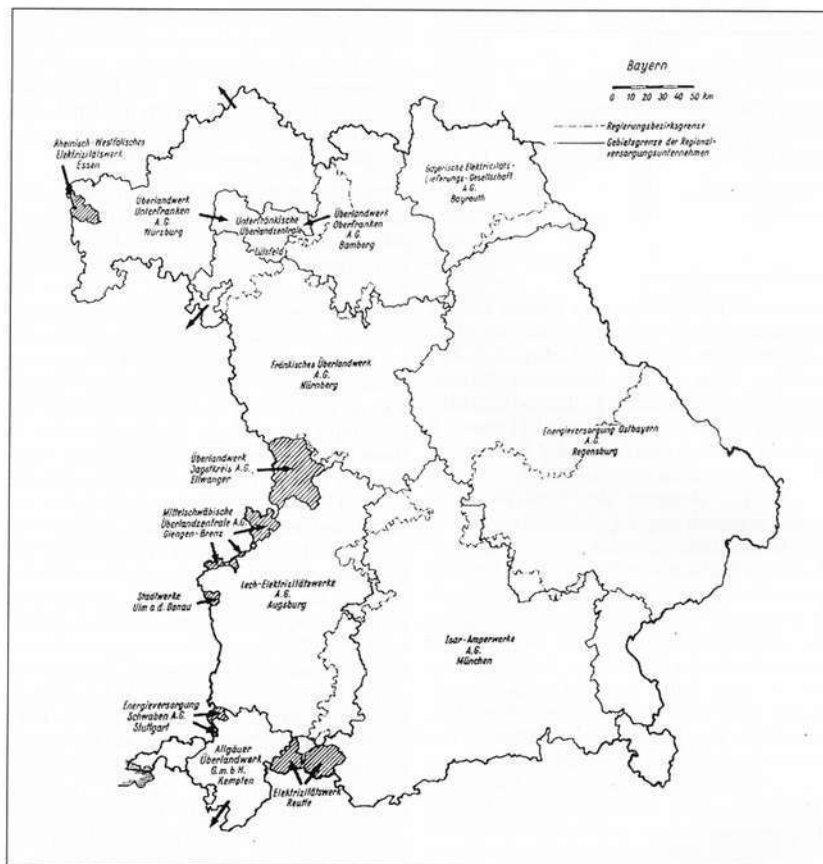 Bayern
0 10 20 30 40 50 km
Regierungsbezirksgrenze
Gebietsgrenze der Regional-
versorgungsunternehmen
Rheinisch-Westfälisches
Elektrizitätswerk
Essen
Überlandwerk
Unterfranken
A.G.
Würzburg
Unterfränkische
Überlandzentrale
Lülsfeld
Überlandwerk
Oberfranken
A.G.
Bamberg
Bayerische Elektricitäts-
Lieferungs-Gesellschaft
A.G.
Bayreuth
Fränkisches Überlandwerk
A.G.
Nürnberg
Energieversorgung Ostbayern
A.G.
Regensburg
Überlandwerk
Jagstkreis A.G.,
Ellwangen
Mittelschwäbische
Überlandzentrale A.G.
Giengen-Brenz
Stadtwerke
Ulm a.d. Donau
Lech-Elektrizitätswerke
A.G.
Augsburg
Isar-Amperwerke
A.G.
München
Energieversorgung
Schwaben A.G.
Stuttgart
Allgäuer
Überlandwerk
G.m.b.H.
Kempten
Elektrizitätswerk
Reutte